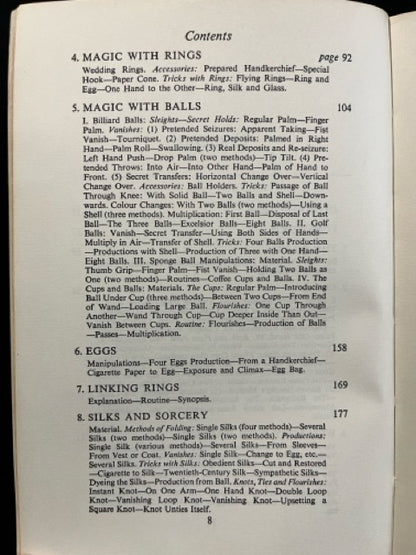 Contents
4. MAGIC WITH RINGS page 92
Wedding Rings. Accessories: Prepared Handkerchief—Special
Hook—Paper Cone. Tricks with Rings: Flying Rings—Ring and
Egg—One Hand to the Other—Ring, Silk and Glass.
5. MAGIC WITH BALLS 104
I. Billiard Balls: Sleights—Secret Holds: Regular Palm—Finger
Palm. Vanishes: (1) Pretended Seizures: Apparent Taking—Fist
Vanish—Tourniquet. (2) Pretended Deposits: Palmed in Right
Hand—Palm Roll—Swallowing. (3) Real Deposits and Re-seizure:
Left Hand Push—Drop Palm (two methods)—Tip Tilt. (4) Pre-
tended Throws: Into Air—Into Other Hand—Palm of Hand to
Front. (5) Secret Transfers: Horizontal Change Over—Vertical
Change Over. Accessories: Ball Holders. Tricks: Passage of Ball
Through Knee: With Solid Ball—Two Balls and Shell—Down-
wards. Colour Changes: With Two Balls (two methods)—Using a
Shell (three methods). Multiplication: First Ball—Disposal of Last
Ball—The Three Balls—Excelsior Balls—Eight Balls. II. Golf
Balls: Vanish—Secret Transfer—Using Both Sides of Hands—
Multiply in Air—Transfer of Shell. Tricks: Four Balls Production
—Productions with Shell—Production of Three with One Hand—
Eight Balls. III. Sponge Ball Manipulations: Material. Sleights:
Thumb Grip—Finger Palm—Fist Vanish—Holding Two Balls as
One (two methods)—Routines—Coffee Cups and Balls. IV. The
Cups and Balls: Materials. The Cups: Regular Palm—Introducing
Ball Under Cup (three methods)—Between Two Cups—From End
of Wand—Loading Large Ball. Flourishes: One Cup Through
Another—Wand Through Cup—Cup Deeper Inside Than Out—
Vanish Between Cups. Routine: Flourishes—Production of Balls
—Passes—Multiplication.
6. EGGS 158
Manipulations—Four Eggs Production—From a Handkerchief—
Cigarette Paper to Egg—Exposure and Climax—Egg Bag.
7. LINKING RINGS 169
Explanation—Routine—Synopsis.
8. SILKS AND SORCERY 177
Material. Methods of Folding: Single Silks (four methods)—Several
Silks (two methods)—Single Silks (two methods). Productions:
Single Silk (various methods)—Several Silks—From Sleeves—
From Vest or Coat. Vanishes: Single Silk—Change to Egg, etc.—
Several Silks. Tricks with Silks: Obedient Silks—Cut and Restored
—Cigarette to Silk—Twentieth-Century Silk—Sympathetic Silks—
Dyeing the Silks—Production from Ball. Knots, Ties and Flourishes:
Instant Knot—On One Arm—One Hand Knot—Double Loop
Knot—Vanishing Loop Knot—Vanishing Knot—Upsetting a
Square Knot—Knot Unties Itself.
8